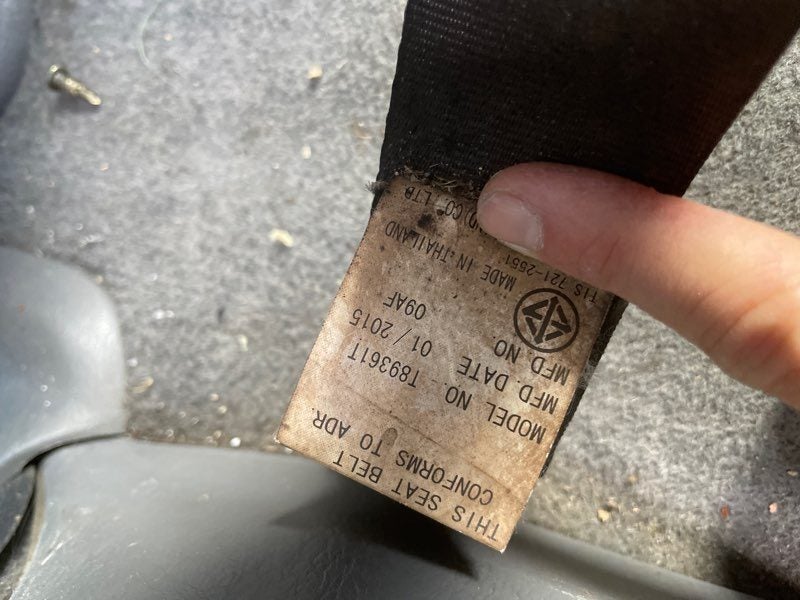 THIS SEAT BELT
CONFORMS TO ADR.
MODEL NO. T89361T
MFD DATE 01/2015
MFD. NO 09AF
MADE IN THAILAND
TIS 721-2551
CO. LTD